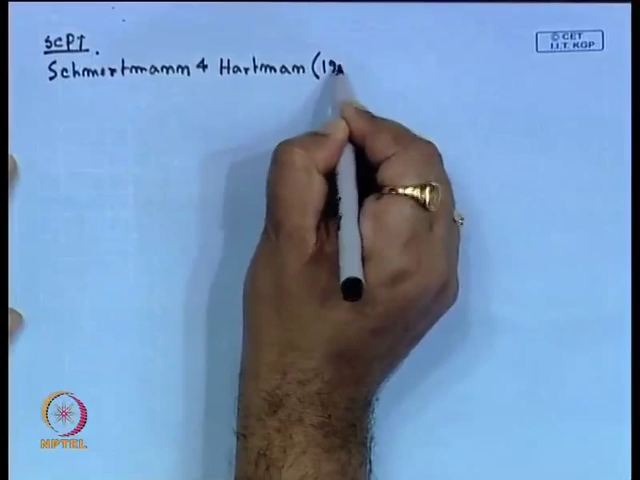 SCPT.
© CET
I.I.T. KGP
Schmertmann & Hartman (19
NPTEL